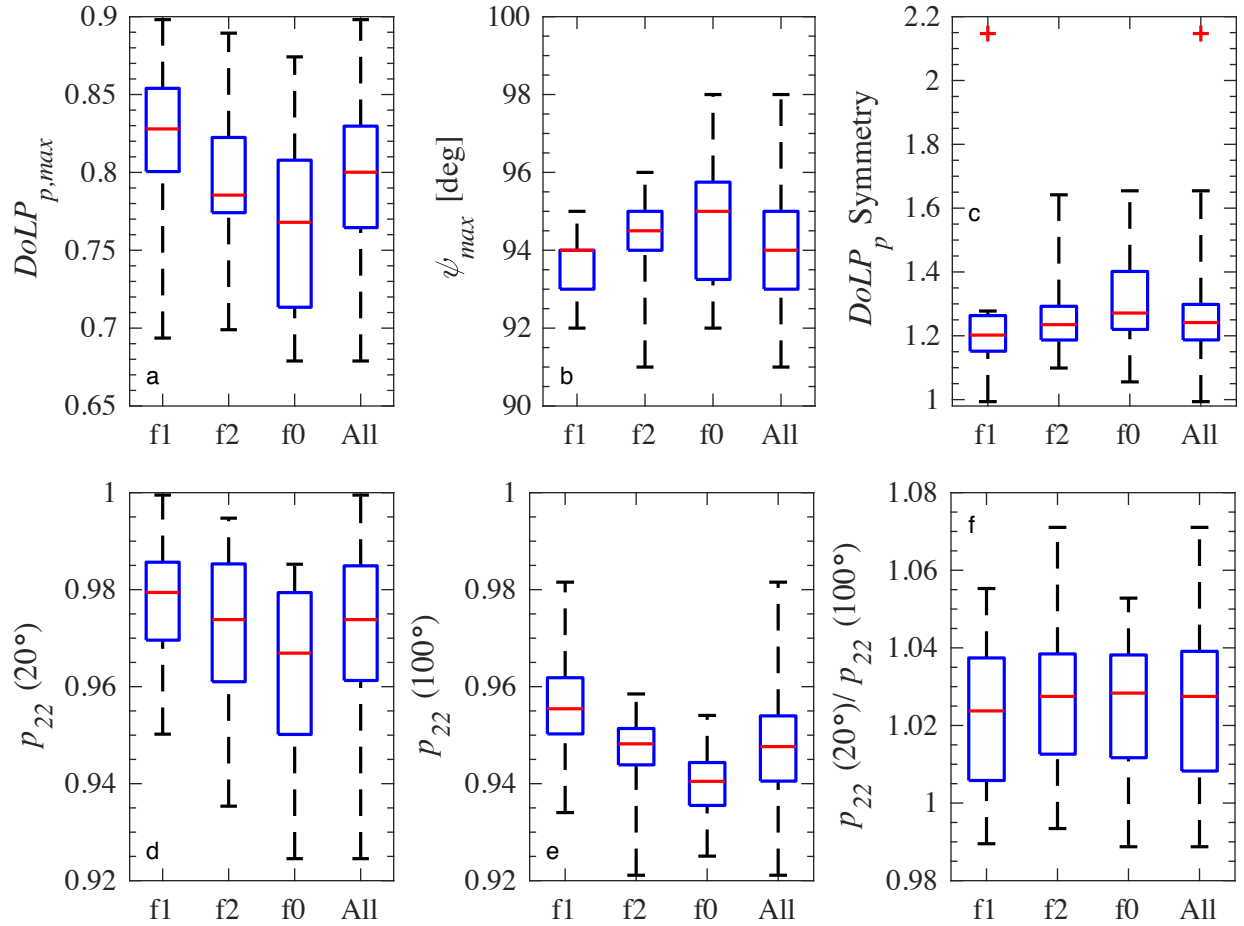 DoLP p,max
0.9
0.85
0.8
0.75
0.7
0.65
a
f1 f2 f0 All
ψ max [deg]
100
98
96
94
92
90
b
f1 f2 f0 All
DoLP p Symmetry
2.2
2
1.8
1.6
1.4
1.2
1
c
f1 f2 f0 All
p 22 (20°)
1
0.98
0.96
0.94
0.92
d
f1 f2 f0 All
p 22 (100°)
1
0.98
0.96
0.94
0.92
e
f1 f2 f0 All
p 22 (20°)/ p 22 (100°)
1.08
1.06
1.04
1.02
1
0.98
f
f1 f2 f0 All